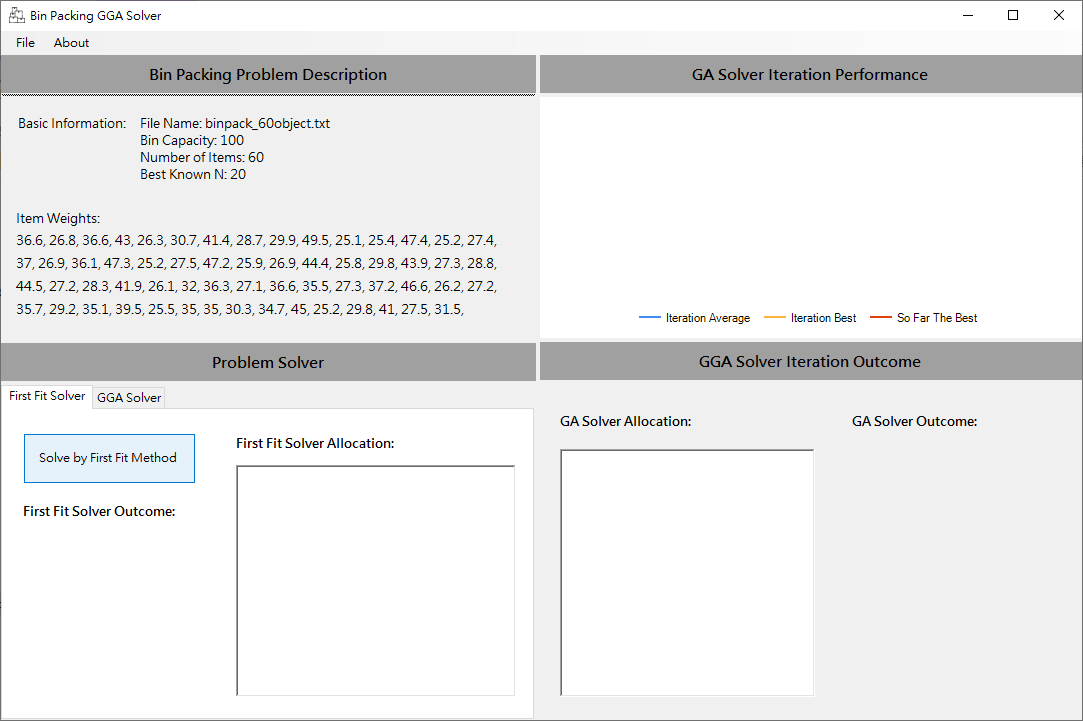 Bin Packing GGA Solver
File About
Bin Packing Problem Description
Basic Information: File Name: binpack_60object.txt
Bin Capacity: 100
Number of Items: 60
Best Known N: 20
Item Weights:
36.6, 26.8, 36.6, 43, 26.3, 30.7, 41.4, 28.7, 29.9, 49.5, 25.1, 25.4, 47.4, 25.2, 27.4,
37, 26.9, 36.1, 47.3, 25.2, 27.5, 47.2, 25.9, 26.9, 44.4, 25.8, 29.8, 43.9, 27.3, 28.8,
44.5, 27.2, 28.3, 41.9, 26.1, 32, 36.3, 27.1, 36.6, 35.5, 27.3, 37.2, 46.6, 26.2, 27.2,
35.7, 29.2, 35.1, 39.5, 25.5, 35, 35, 30.3, 34.7, 45, 25.2, 29.8, 41, 27.5, 31.5,
Problem Solver
First Fit Solver GGA Solver
Solve by First Fit Method
First Fit Solver Outcome:
First Fit Solver Allocation:
GA Solver Iteration Performance
Iteration Average Iteration Best So Far The Best
GGA Solver Iteration Outcome
GA Solver Allocation: GA Solver Outcome: